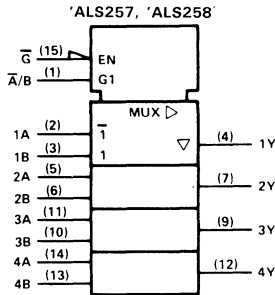 'ALS257, 'ALS258
G̅ (15) EN
A̅/B (1) G1
MUX ▷
1A (2) 1̅ (4) 1Y
1B (3) 1 ▽
2A (5) (7) 2Y
2B (6)
3A (11) (9) 3Y
3B (10)
4A (14) (12) 4Y
4B (13)